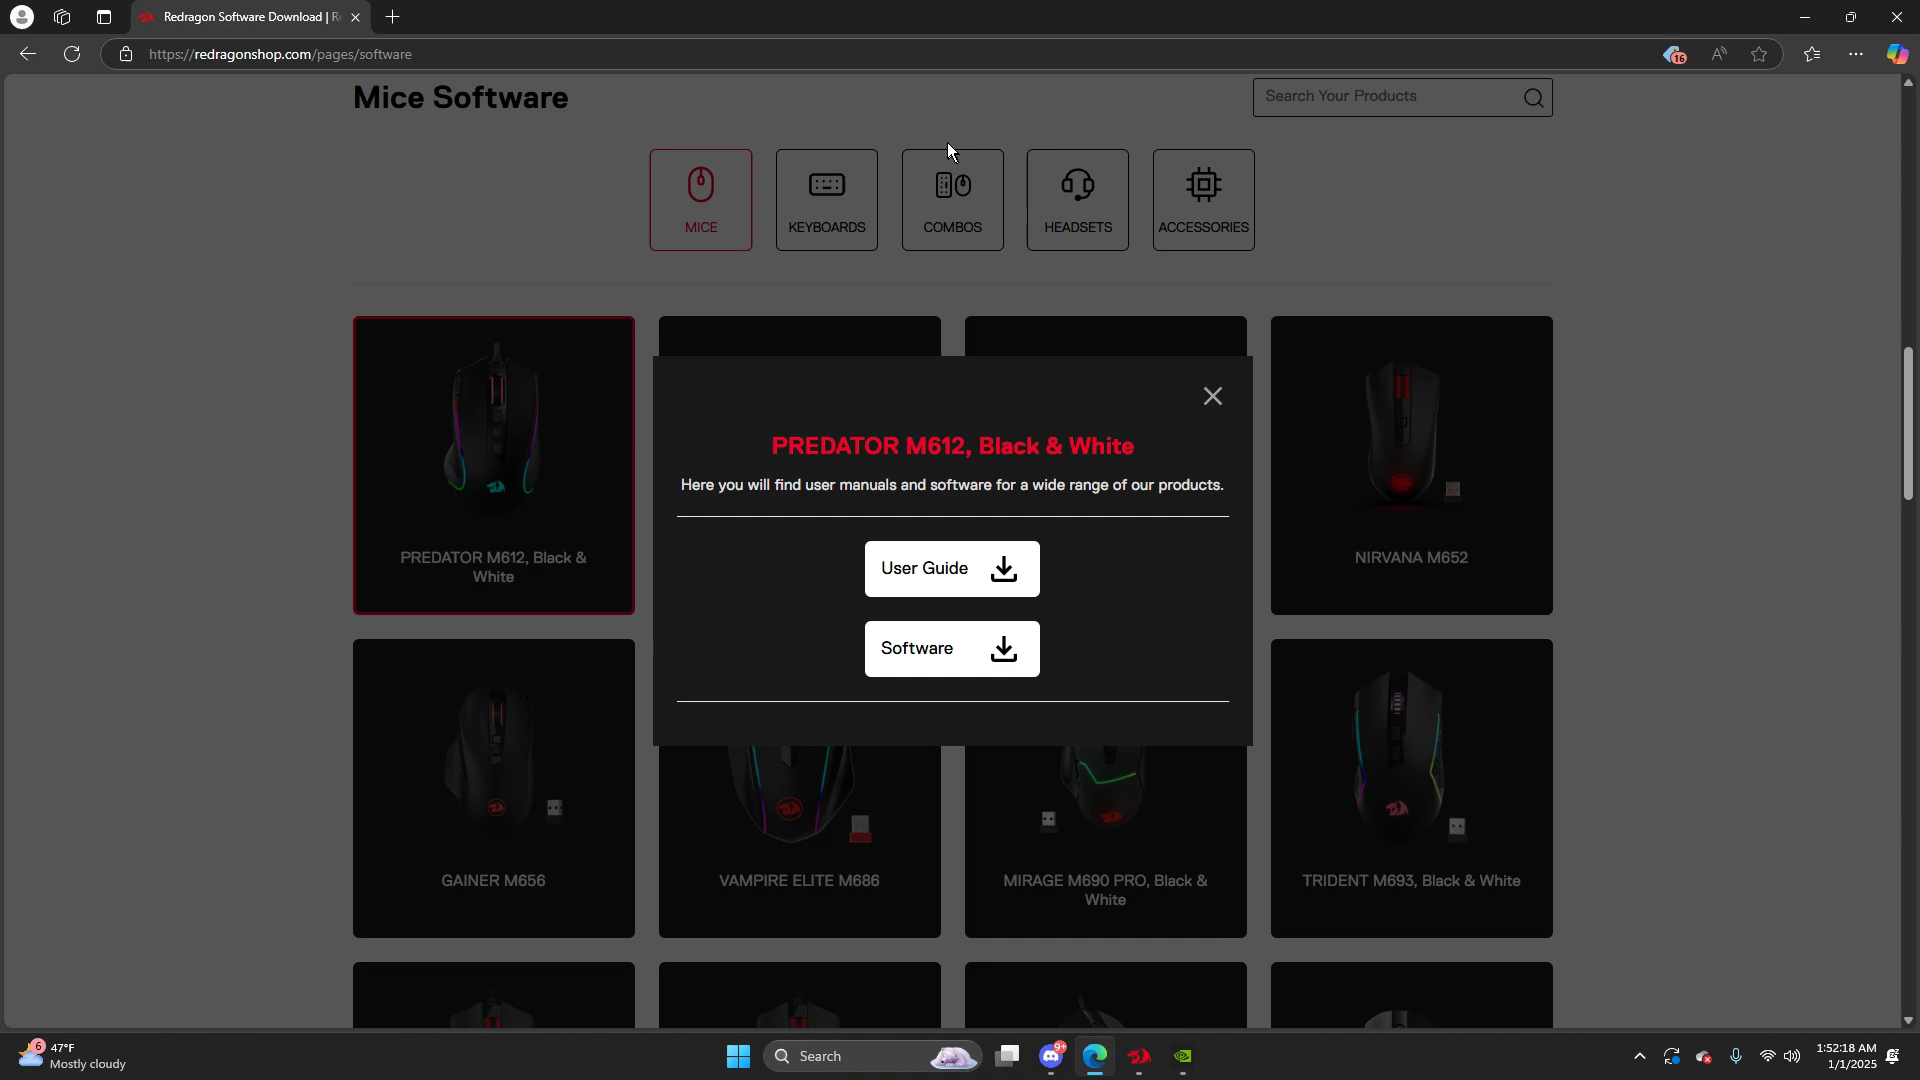 Redragon Software Download | R
https://redragonshop.com/pages/software
16
Mice Software
Search Your Products
MICE
KEYBOARDS
COMBOS
HEADSETS
ACCESSORIES
PREDATOR M612, Black &
White
NIRVANA M652
PREDATOR M612, Black & White
Here you will find user manuals and software for a wide range of our products.
User Guide
Software
GAINER M656
VAMPIRE ELITE M686
MIRAGE M690 PRO, Black &
White
TRIDENT M693, Black & White
6
47°F
Mostly cloudy
Search
9+
1:52:18 AM
1/1/2025